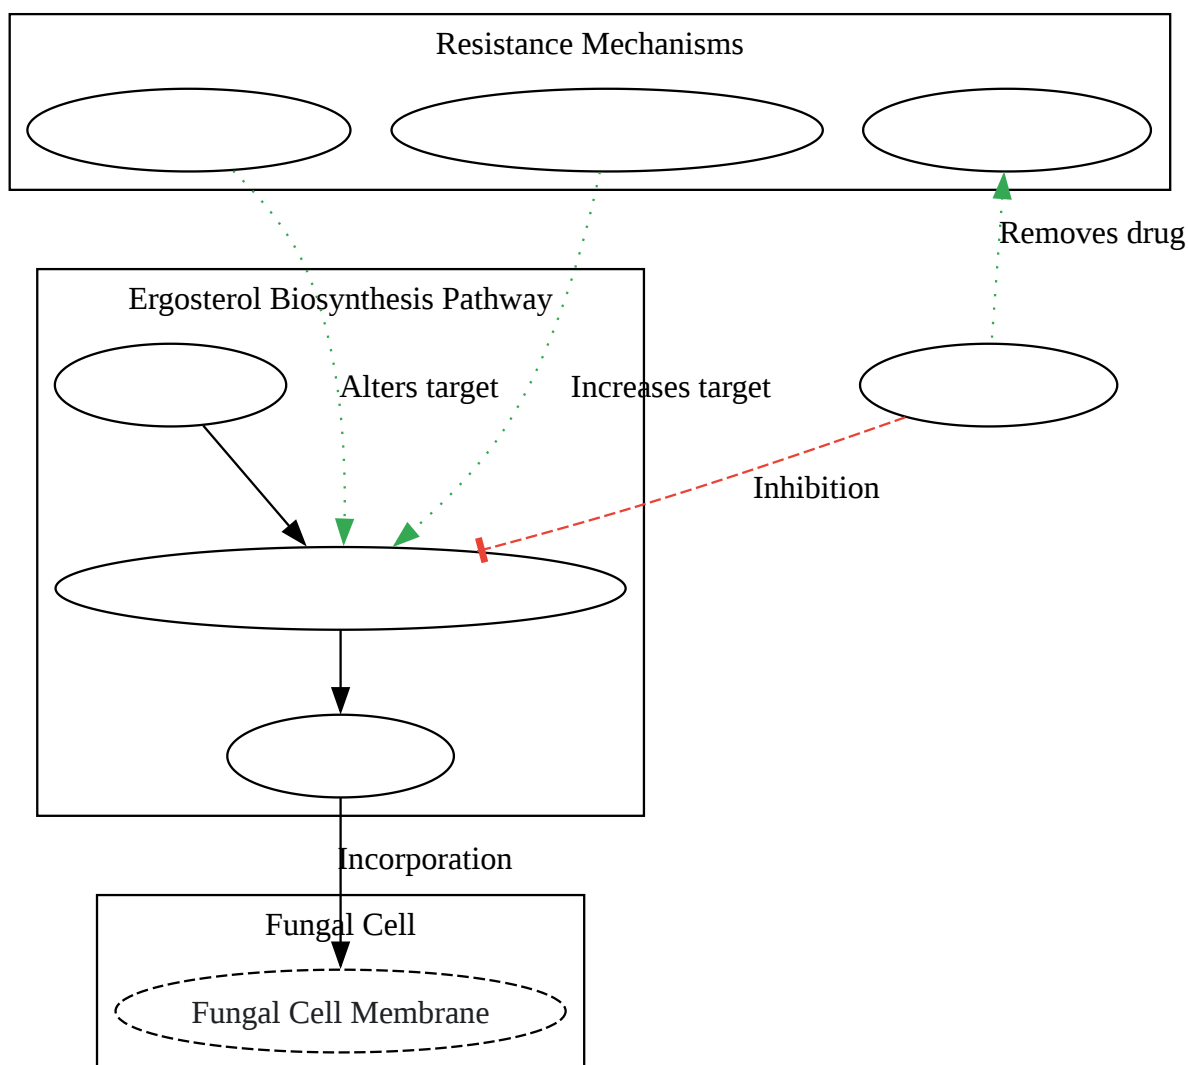 Resistance Mechanisms
Removes drug
Ergosterol Biosynthesis Pathway
Alters target
Increases target
Inhibition
Incorporation
Fungal Cell
Fungal Cell Membrane